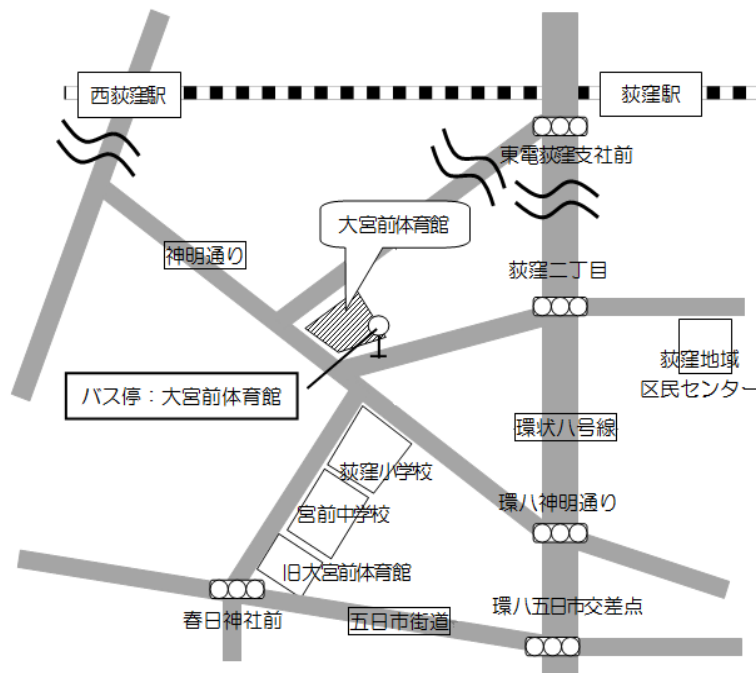 西荻窪駅
荻窪駅
東電荻窪支社前
大宮前体育館
神明通り
荻窪二丁目
荻窪地域
区民センター
バス停：大宮前体育館
環状八号線
荻窪小学校
宮前中学校
環八神明通り
旧大宮前体育館
春日神社前
五日市街道
環八五日市交差点